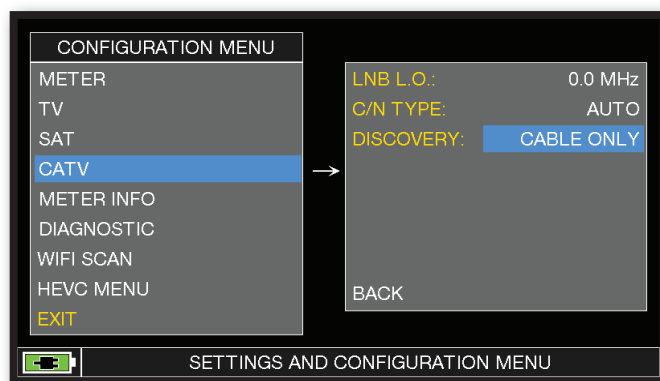 CONFIGURATION MENU
METER
TV
SAT
CATV
METER INFO
DIAGNOSTIC
WIFI SCAN
HEVC MENU
EXIT
→
LNB L.O.: 0.0 MHz
C/N TYPE: AUTO
DISCOVERY: CABLE ONLY
BACK
SETTINGS AND CONFIGURATION MENU